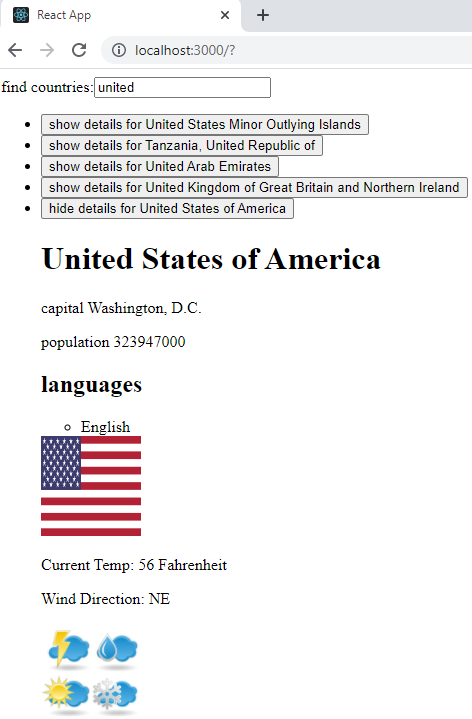 React App
localhost:3000/?
find countries: united
show details for United States Minor Outlying Islands
show details for Tanzania, United Republic of
show details for United Arab Emirates
show details for United Kingdom of Great Britain and Northern Ireland
hide details for United States of America
United States of America
capital Washington, D.C.
population 323947000
languages
English
Current Temp: 56 Fahrenheit
Wind Direction: NE